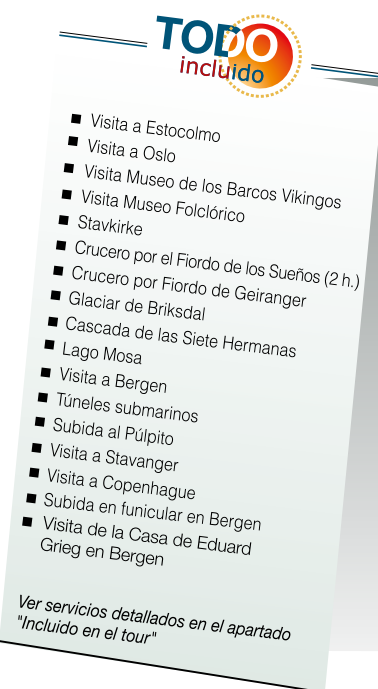 TODO
incluido
Visita a Estocolmo
Visita a Oslo
Visita Museo de los Barcos Vikingos
Visita Museo Folclórico
Stavkirke
Crucero por el Fiordo de los Sueños (2 h.)
Crucero por Fiordo de Geiranger
Glaciar de Briksdal
Cascada de las Siete Hermanas
Lago Mosa
Visita a Bergen
Túneles submarinos
Subida al Púlpito
Visita a Stavanger
Visita a Copenhague
Subida en funicular en Bergen
Visita de la Casa de Eduard
Grieg en Bergen
Ver servicios detallados en el apartado
"Incluido en el tour"